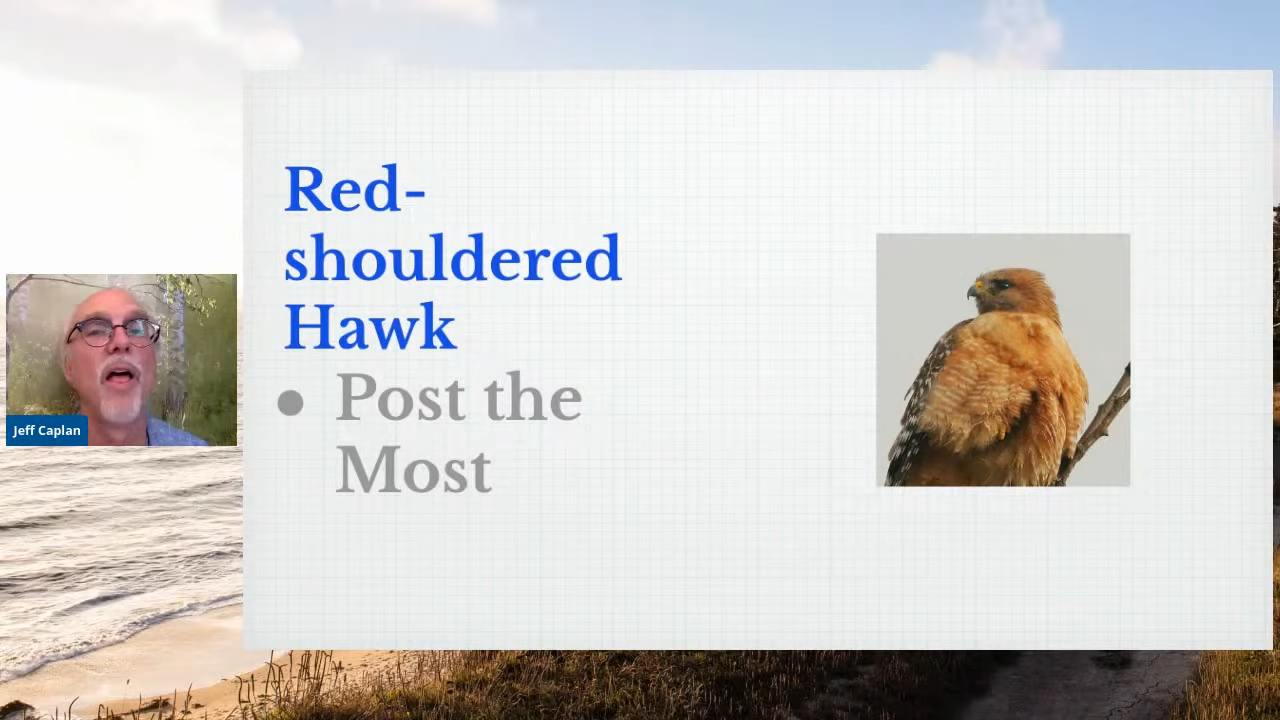 Red-
shouldered
Hawk
● Post the
Most
Jeff Caplan